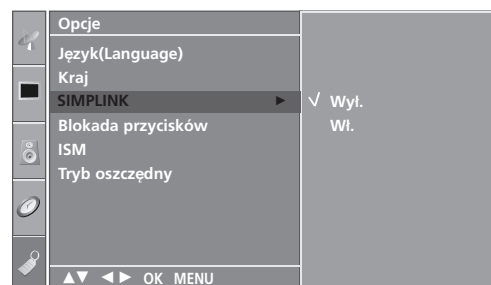 Opcje
Język(Language)
Kraj
SIMPLINK ► √ Wył.
Blokada przycisków Wł.
ISM
Tryb oszczędny
▲▼ ◄► OK MENU